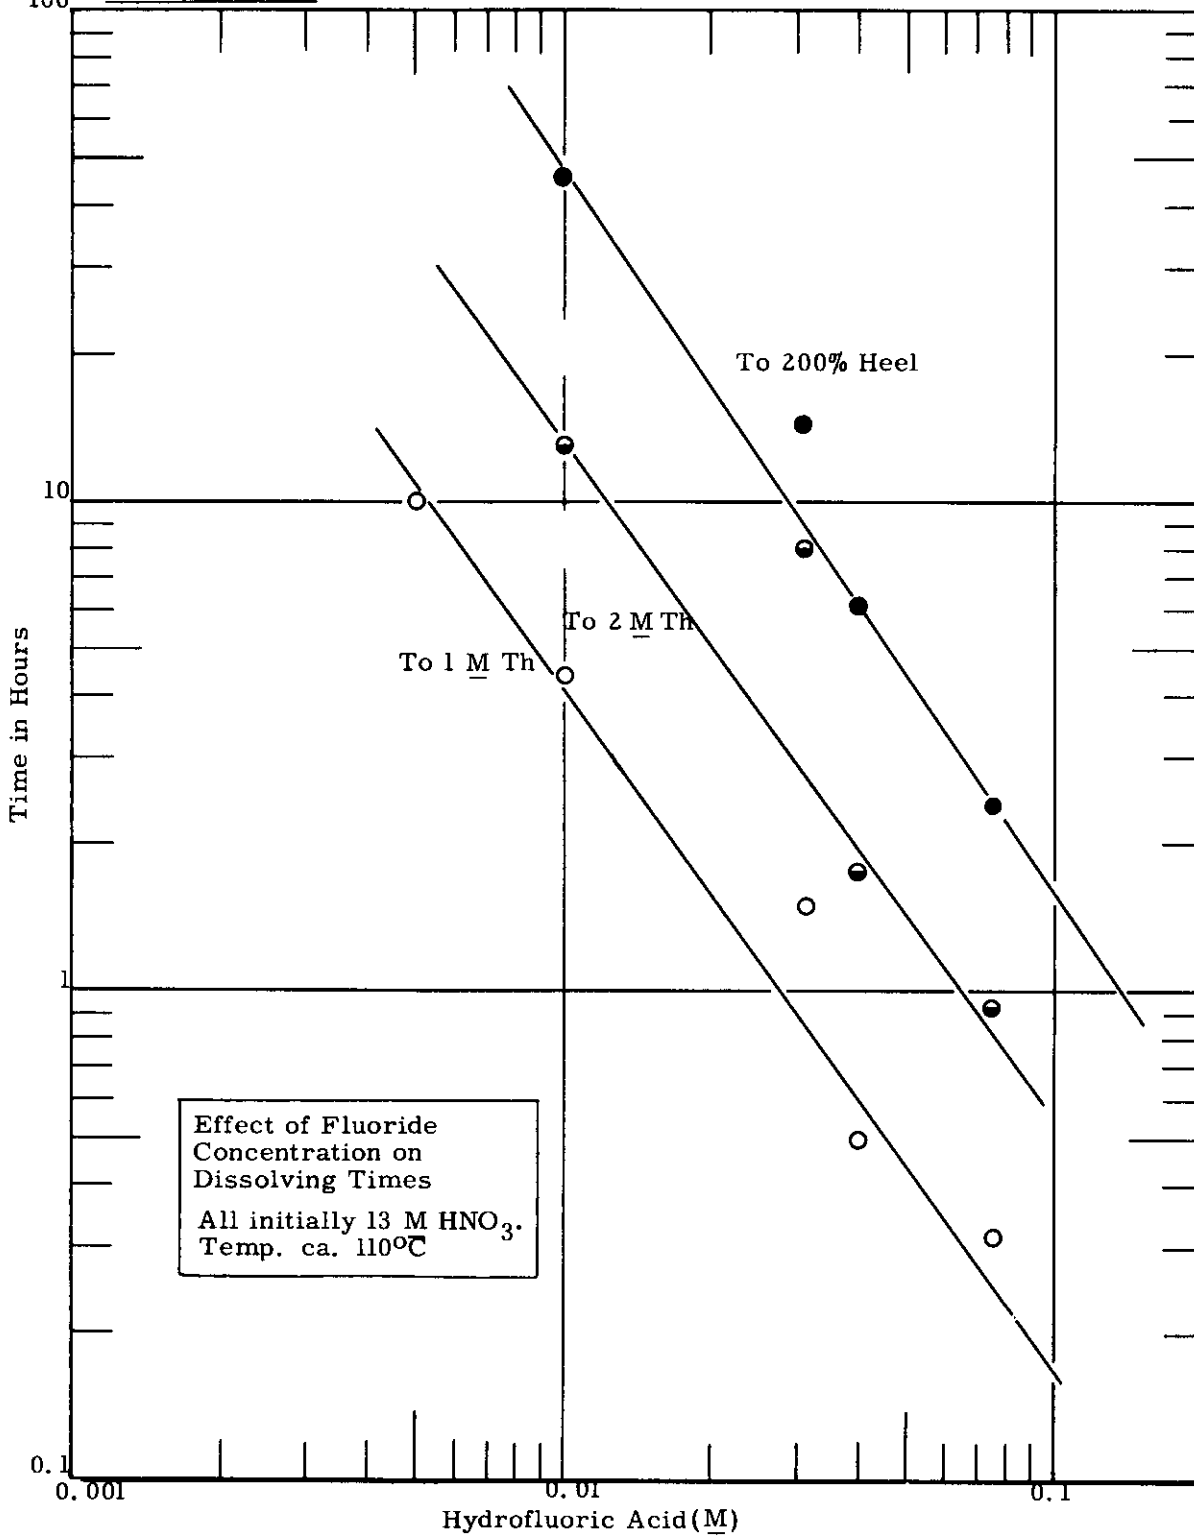 100
To 200% Heel
10
To 2 M Th
To 1 M Th
Time in Hours
1
Effect of Fluoride
Concentration on
Dissolving Times
All initially 13 M HNO3.
Temp. ca. 110°C
0.1
0.001
0.01
0.1
Hydrofluoric Acid (M)